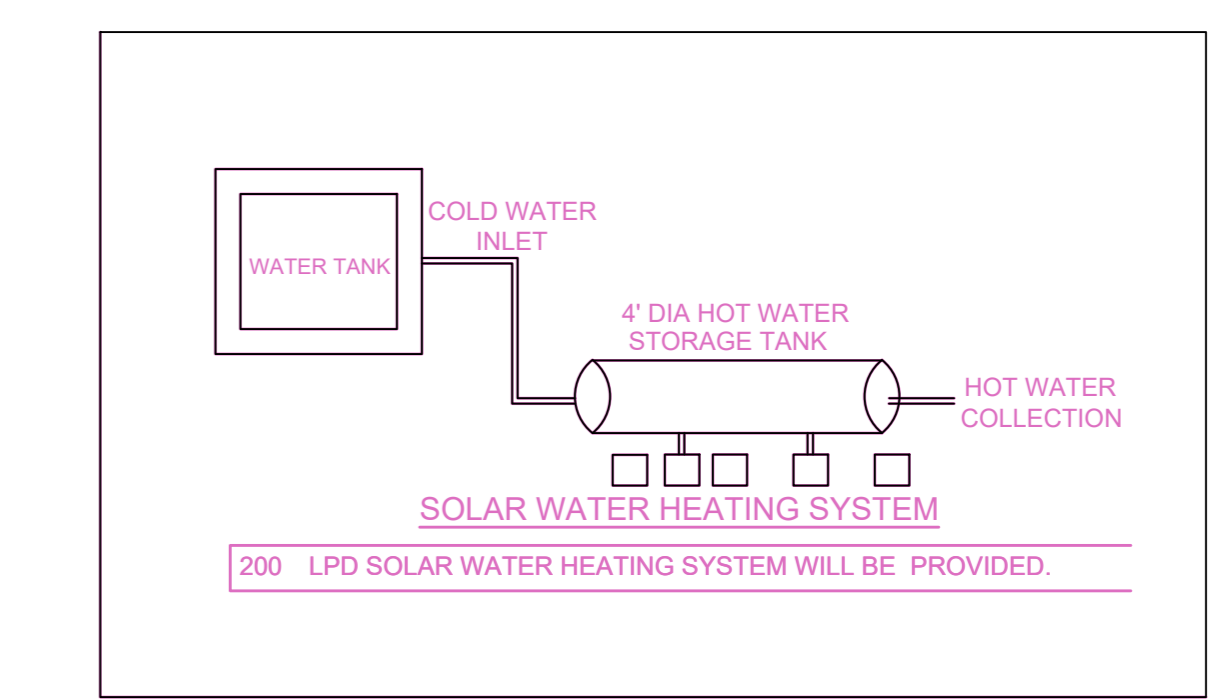 COLD WATER
INLET
WATER TANK
4' DIA HOT WATER
STORAGE TANK
HOT WATER
COLLECTION
SOLAR WATER HEATING SYSTEM
200 LPD SOLAR WATER HEATING SYSTEM WILL BE PROVIDED.